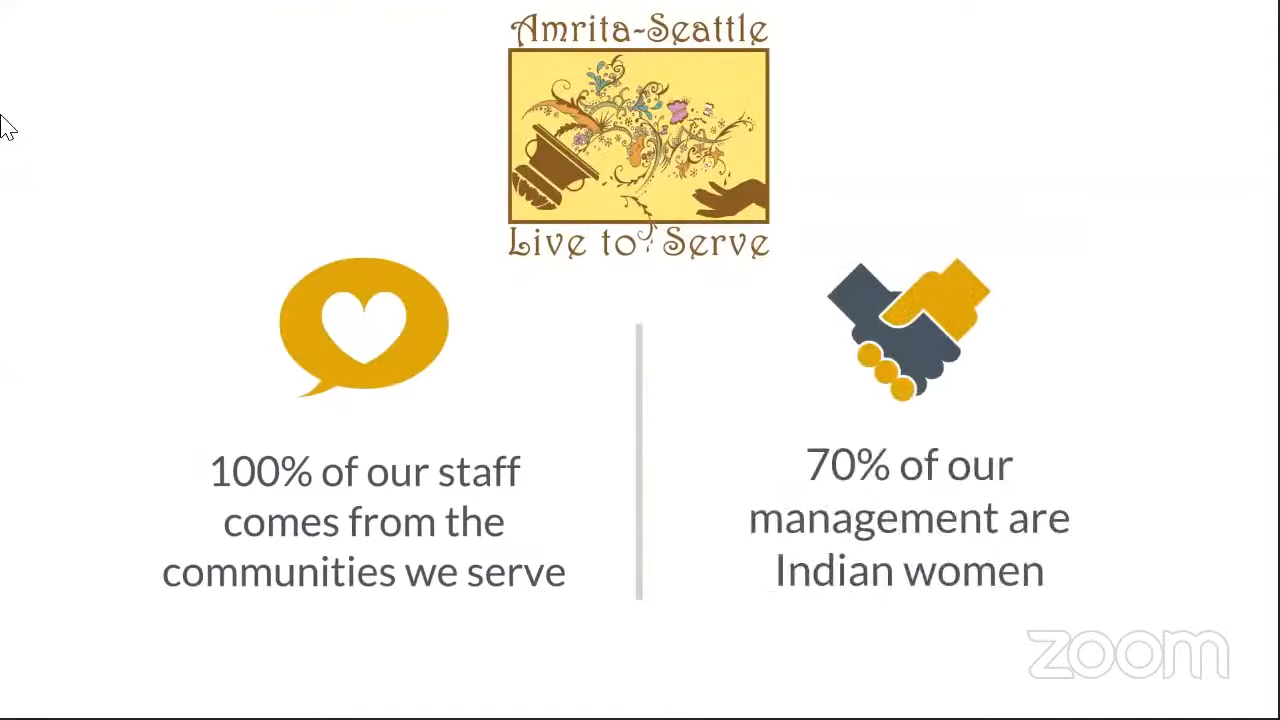 Amrita-Seattle
Live to Serve
100% of our staff
comes from the
communities we serve
70% of our
management are
Indian women
zoom